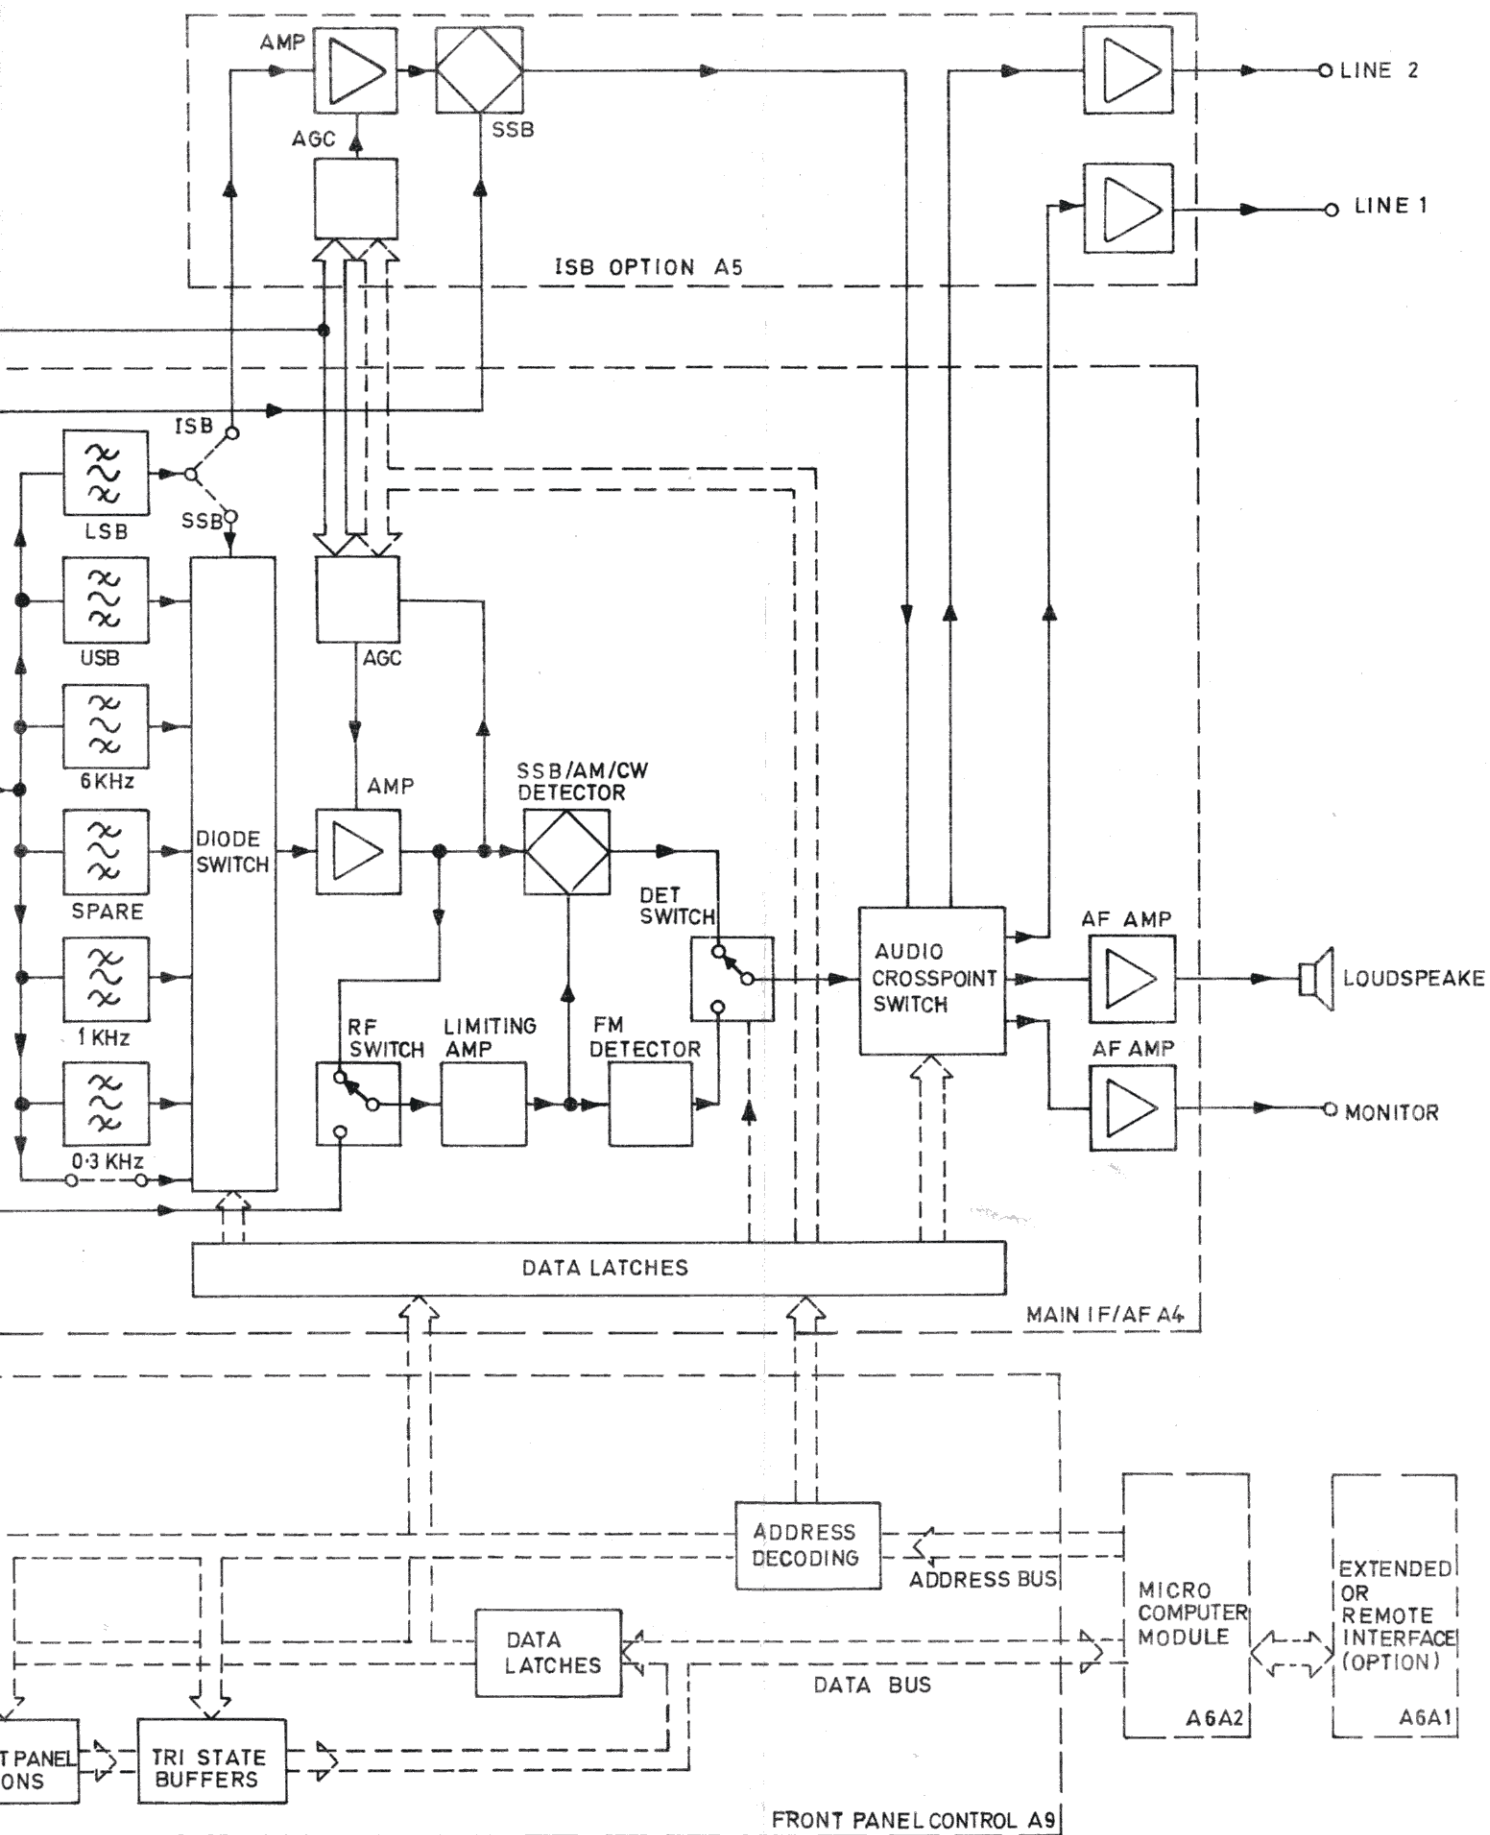 AMP
LINE 2
SSB
AGC
LINE 1
ISB OPTION A5
ISB
SSB
LSB
USB
AGC
6KHz
AMP
SSB/AM/CW
DETECTOR
DIODE
SWITCH
SPARE
DET
SWITCH
AF AMP
AUDIO
CROSSPOINT
SWITCH
LOUDSPEAKE
1KHz
RF
SWITCH
LIMITING
AMP
FM
DETECTOR
AF AMP
MONITOR
0·3 KHz
DATA LATCHES
MAIN IF/AF A4
ADDRESS
DECODING
ADDRESS BUS
MICRO
COMPUTER
MODULE
A6A2
EXTENDED
OR
REMOTE
INTERFACE
(OPTION)
A6A1
DATA
LATCHES
DATA BUS
T PANEL
ONS
TRI STATE
BUFFERS
FRONT PANEL CONTROL A9